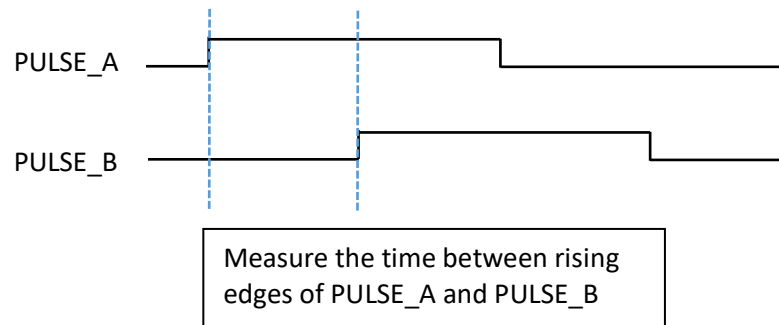 PULSE_A
PULSE_B
Measure the time between rising
edges of PULSE_A and PULSE_B